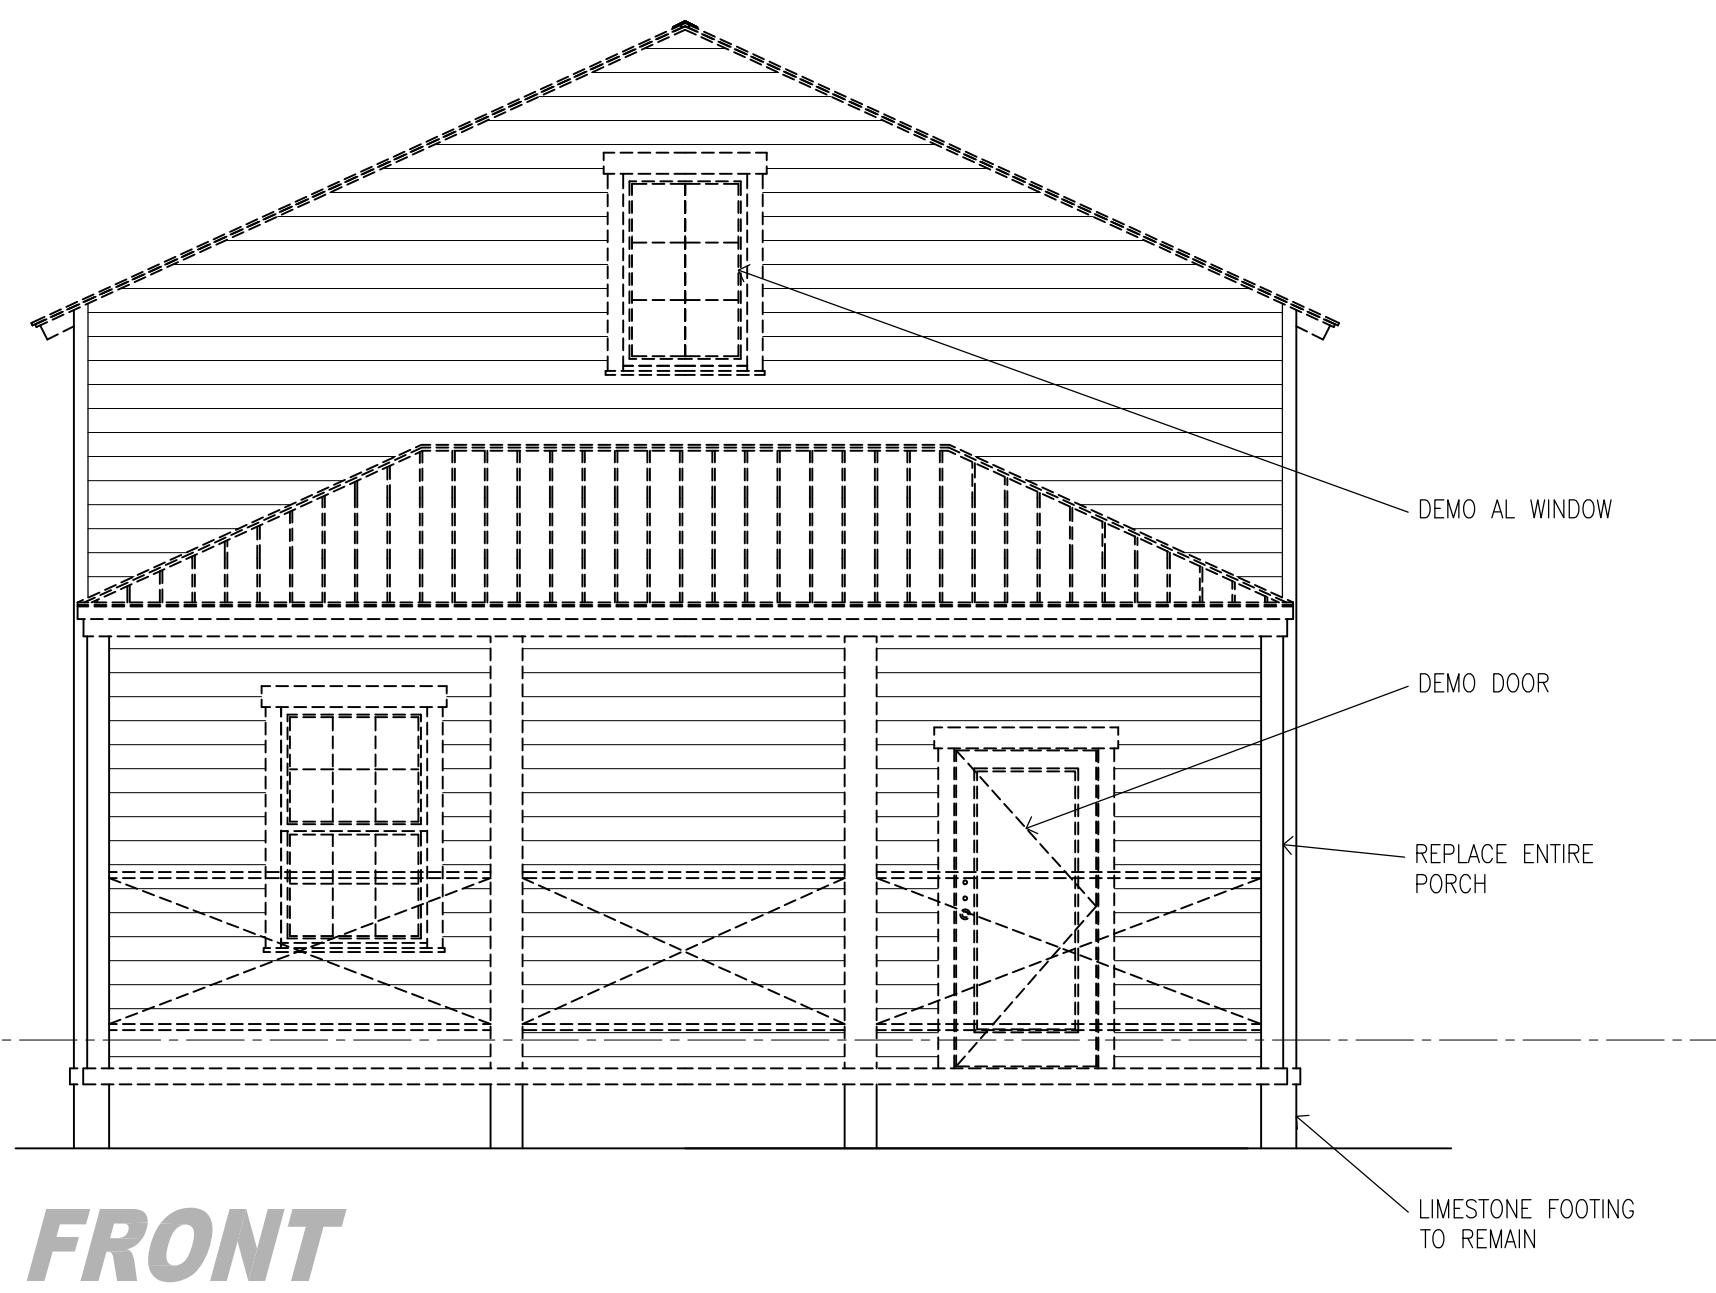 DEMO AL WINDOW
DEMO DOOR
REPLACE ENTIRE
PORCH
LIMESTONE FOOTING
TO REMAIN
FRONT